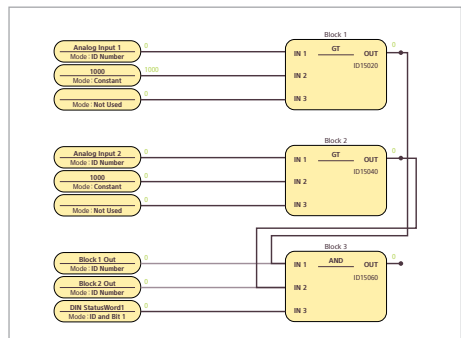 Block 1
Analog Input 1
Mode : ID Number
0
IN 1
GT
OUT
0
ID15020
1000
Mode : Constant
1000
IN 2
Mode : Not Used
0
IN 3
Block 2
Analog Input 2
Mode : ID Number
0
IN 1
GT
OUT
0
ID15040
1000
Mode : Constant
0
IN 2
Mode : Not Used
0
IN 3
Block 3
Block 1 Out
Mode : ID Number
0
IN 1
AND
OUT
0
ID15060
Block 2 Out
Mode : ID Number
0
IN 2
DIN StatusWord1
Mode : ID and Bit 1
0
IN 3